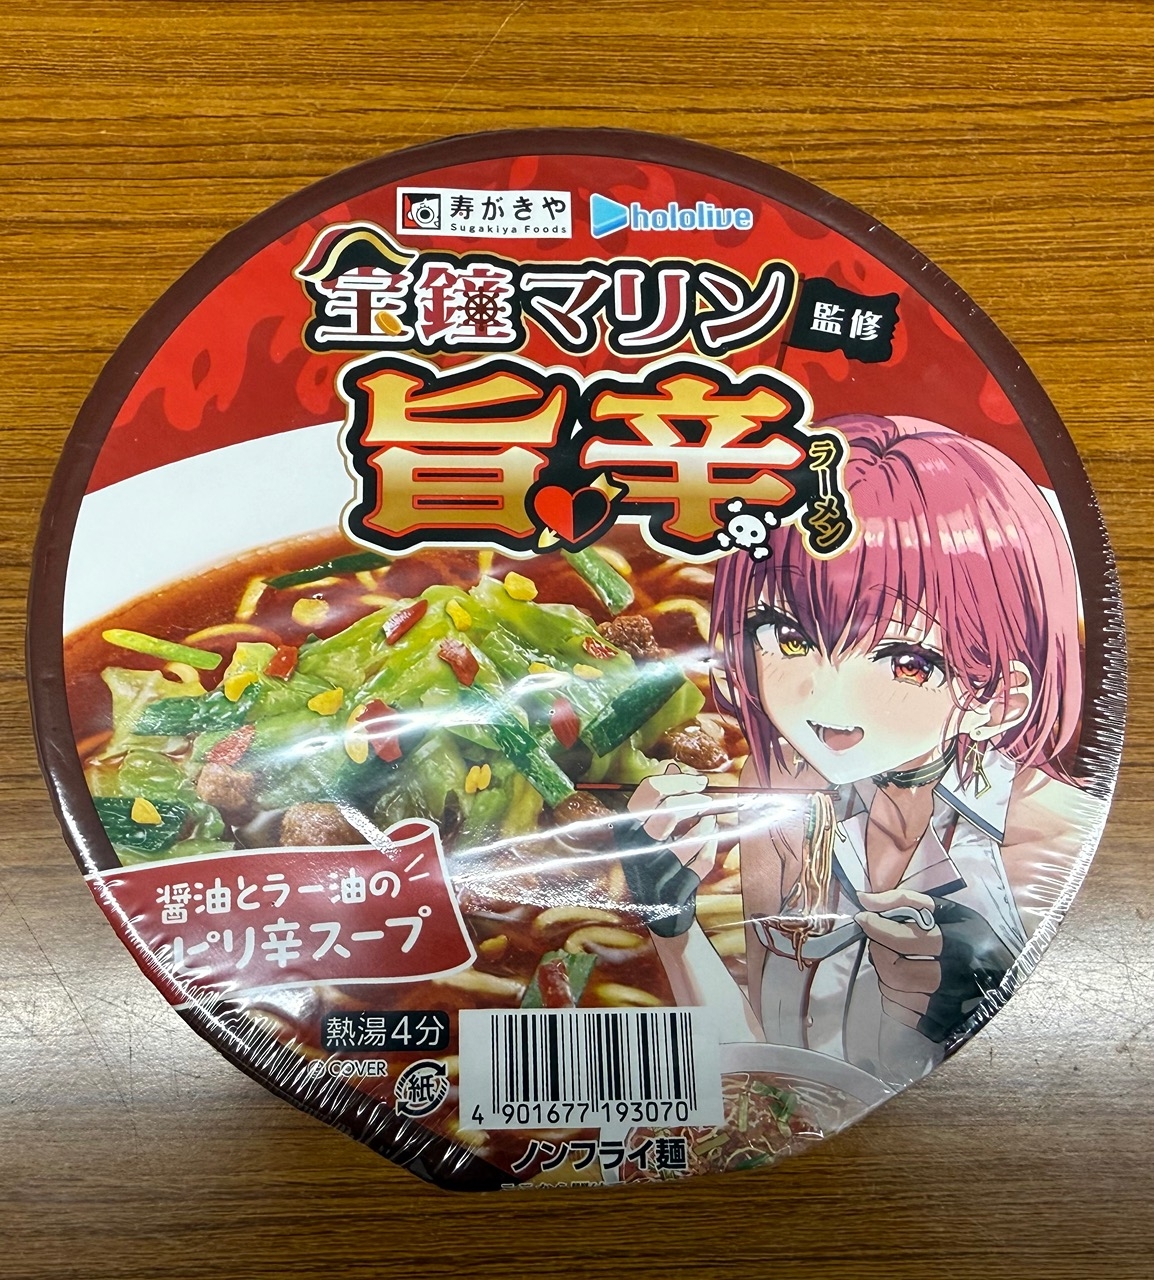 寿がきや
Sugakiya Foods
hololive
宝鐘マリン
監修
旨辛
ラーメン
醤油とラー油の
ピリ辛スープ
熱湯4分
© COVER
紙
4 901677 193070
ノンフライ麺